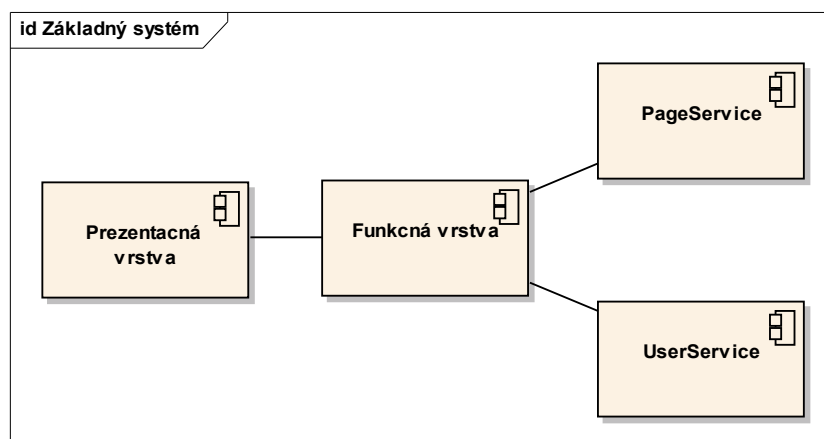 id Základný systém
PageService
Prezentacná
vrstva
Funkcná vrstva
UserService